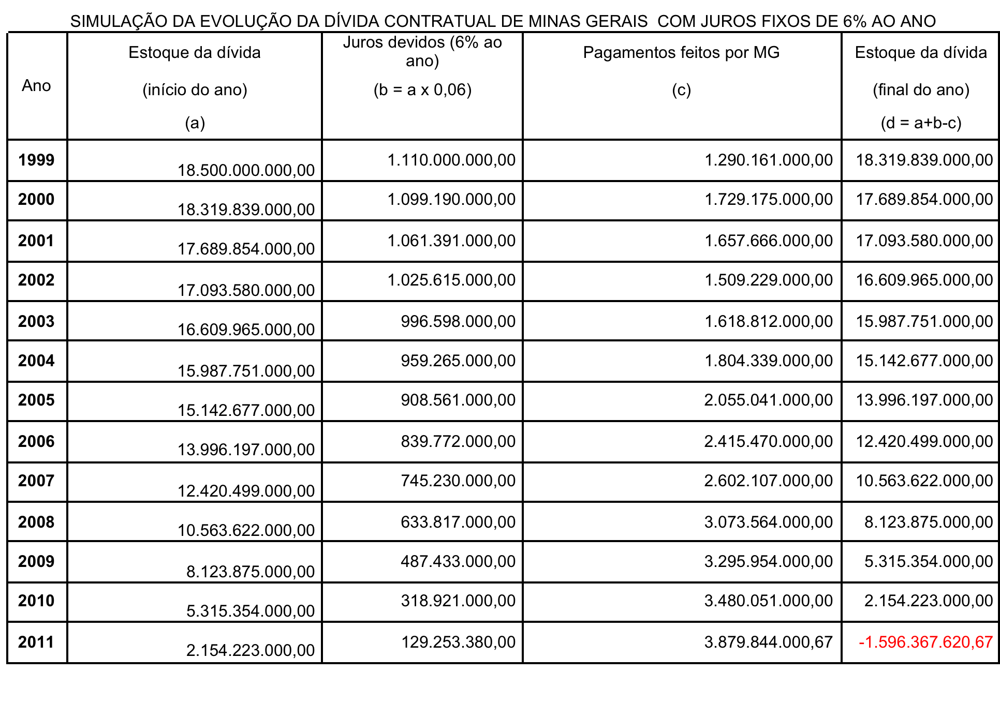 SIMULAÇÃO DA EVOLUÇÃO DA DÍVIDA CONTRATUAL DE MINAS GERAIS  COM JUROS FIXOS DE 6% AO ANO
Ano
Estoque da dívida
(início do ano)
(a)
Juros devidos (6% ao
ano)
(b = a x 0,06)
Pagamentos feitos por MG
(c)
Estoque da dívida
(final do ano)
(d = a+b-c)
1999 18.500.000.000,00 1.110.000.000,00 1.290.161.000,00 18.319.839.000,00
2000 18.319.839.000,00 1.099.190.000,00 1.729.175.000,00 17.689.854.000,00
2001 17.689.854.000,00 1.061.391.000,00 1.657.666.000,00 17.093.580.000,00
2002 17.093.580.000,00 1.025.615.000,00 1.509.229.000,00 16.609.965.000,00
2003 16.609.965.000,00 996.598.000,00 1.618.812.000,00 15.987.751.000,00
2004 15.987.751.000,00 959.265.000,00 1.804.339.000,00 15.142.677.000,00
2005 15.142.677.000,00 908.561.000,00 2.055.041.000,00 13.996.197.000,00
2006 13.996.197.000,00 839.772.000,00 2.415.470.000,00 12.420.499.000,00
2007 12.420.499.000,00 745.230.000,00 2.602.107.000,00 10.563.622.000,00
2008 10.563.622.000,00 633.817.000,00 3.073.564.000,00 8.123.875.000,00
2009 8.123.875.000,00 487.433.000,00 3.295.954.000,00 5.315.354.000,00
2010 5.315.354.000,00 318.921.000,00 3.480.051.000,00 2.154.223.000,00
2011 2.154.223.000,00 129.253.380,00 3.879.844.000,67 -1.596.367.620,67